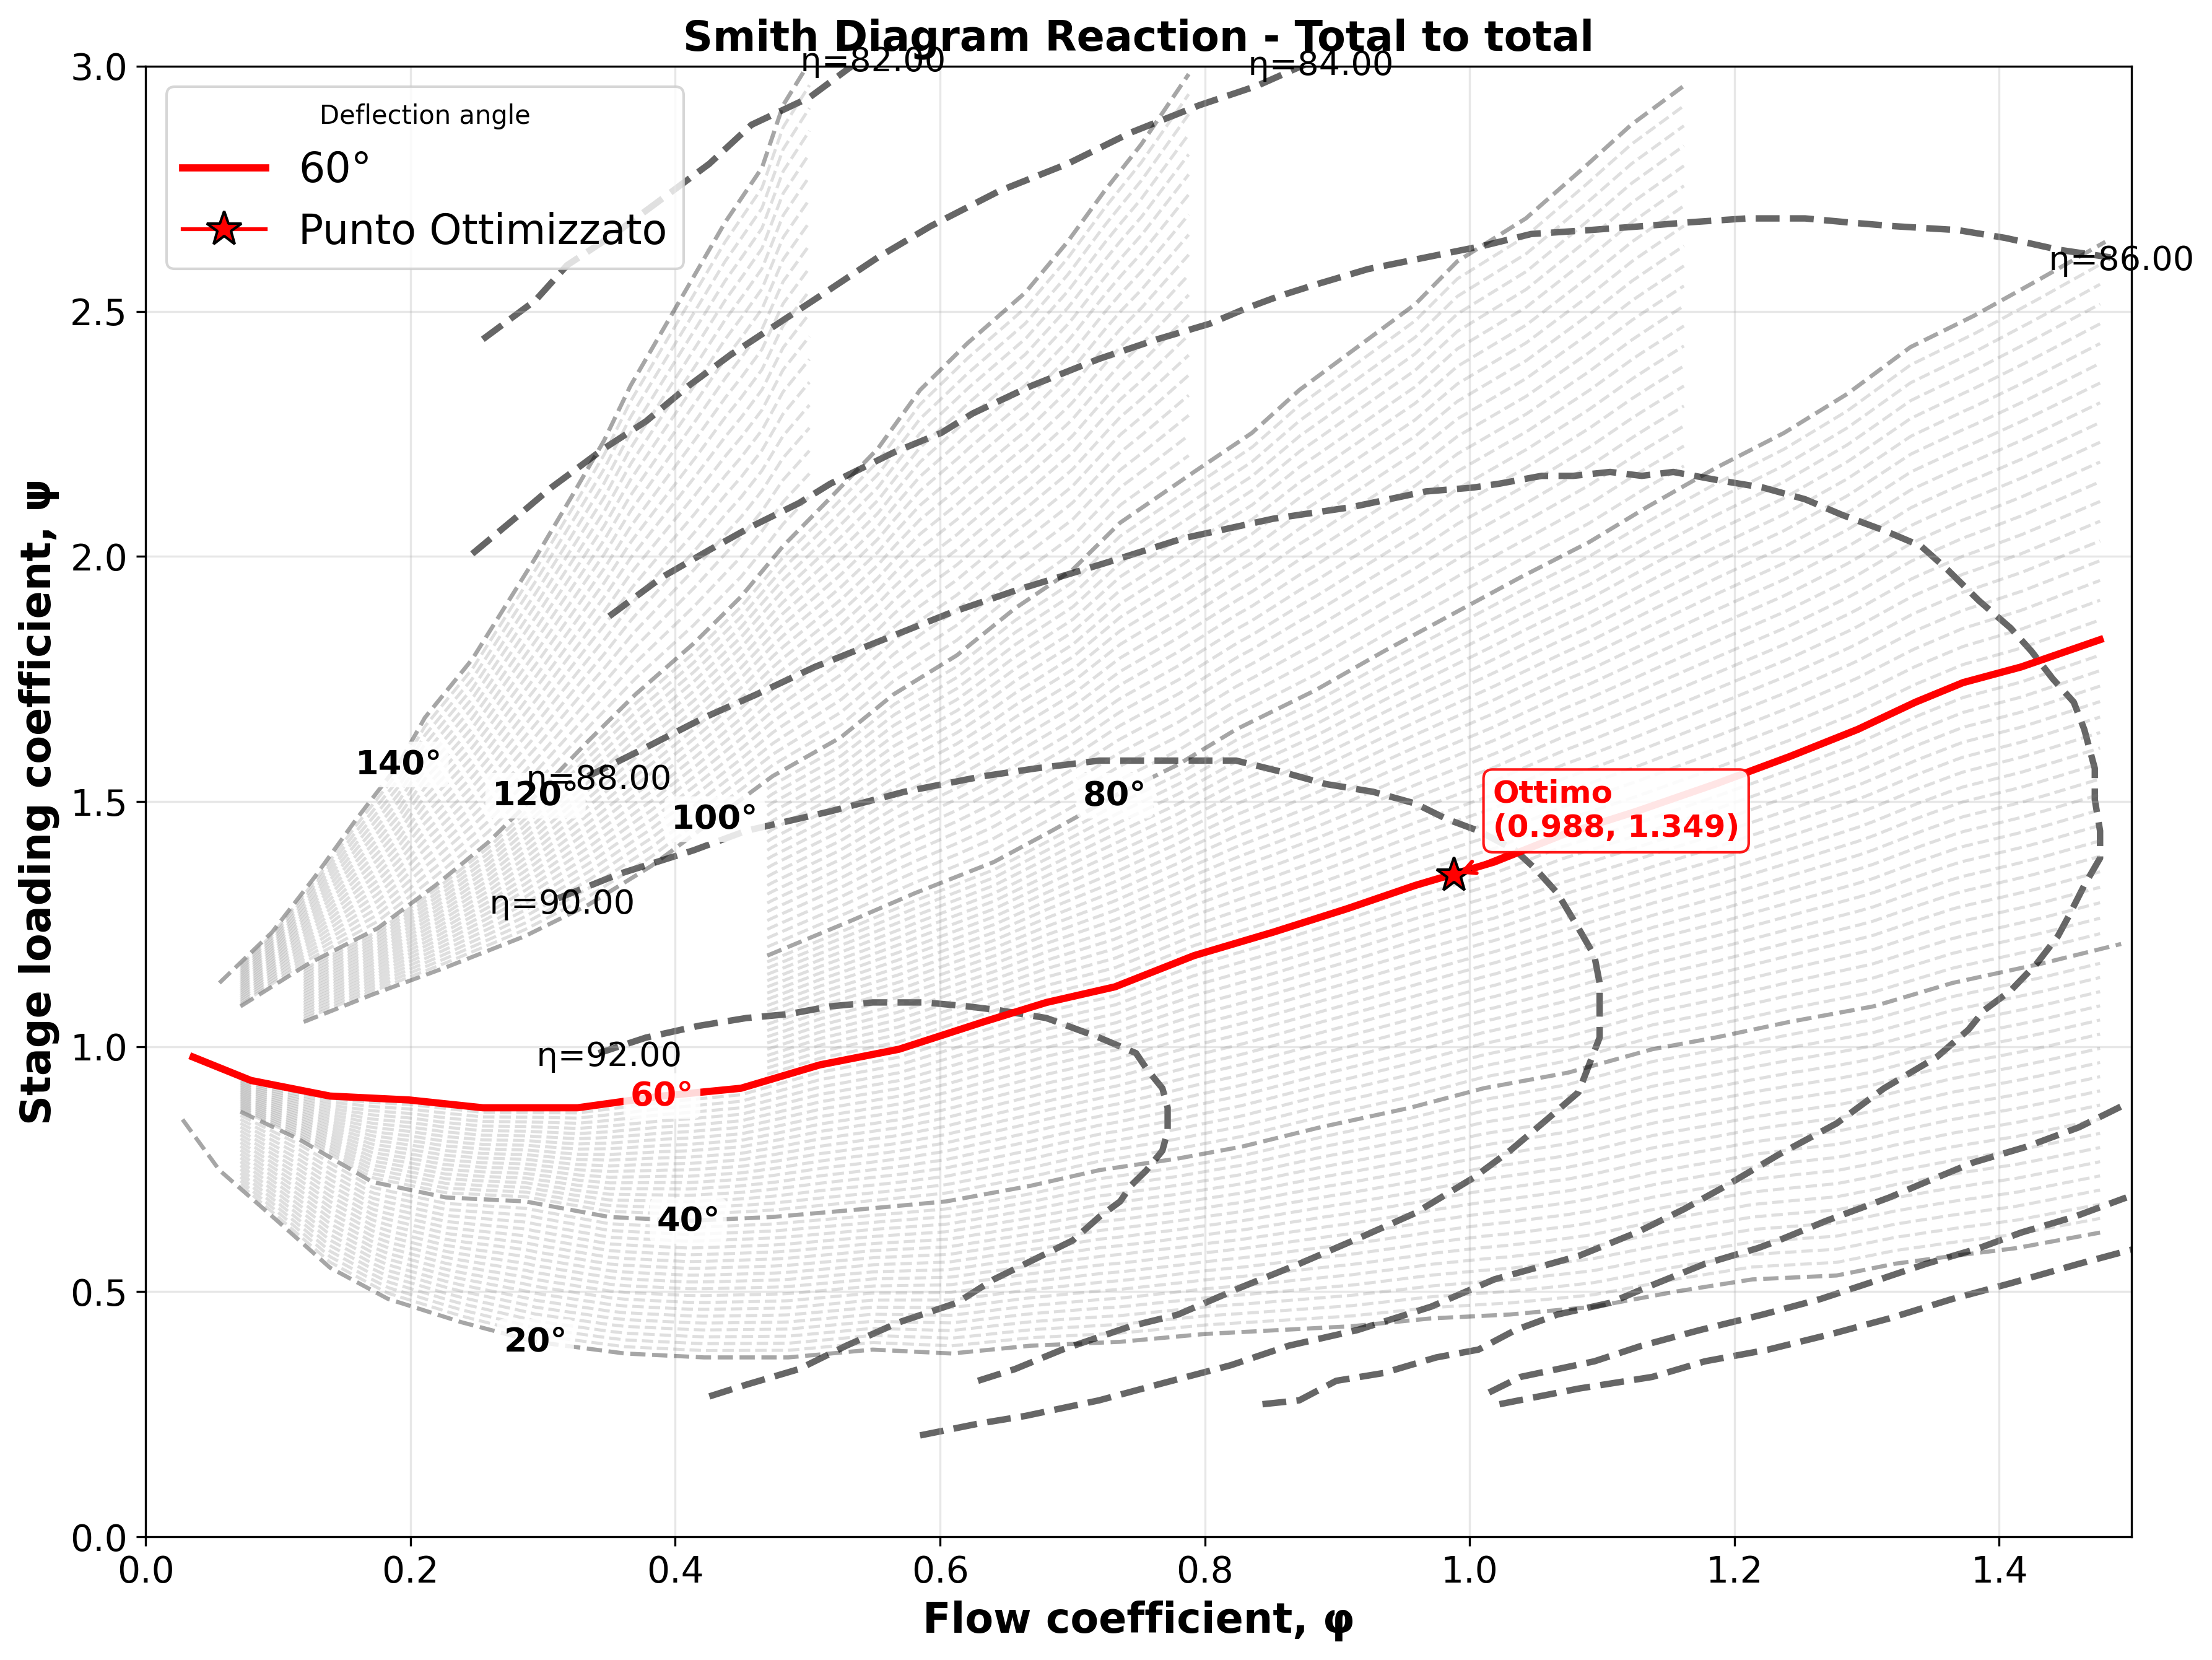 Smith Diagram Reaction - Total to total
η=82.00
η=84.00
3.0
Deflection angle
60°
Punto Ottimizzato
η=86.00
2.5
2.0
140°
η=88.00
120°
100°
80°
1.5
Ottimo
(0.988, 1.349)
η=90.00
η=92.00
1.0
60°
40°
0.5
20°
0.0
Stage loading coefficient, ψ
0.0 0.2 0.4 0.6 0.8 1.0 1.2 1.4
Flow coefficient, φ